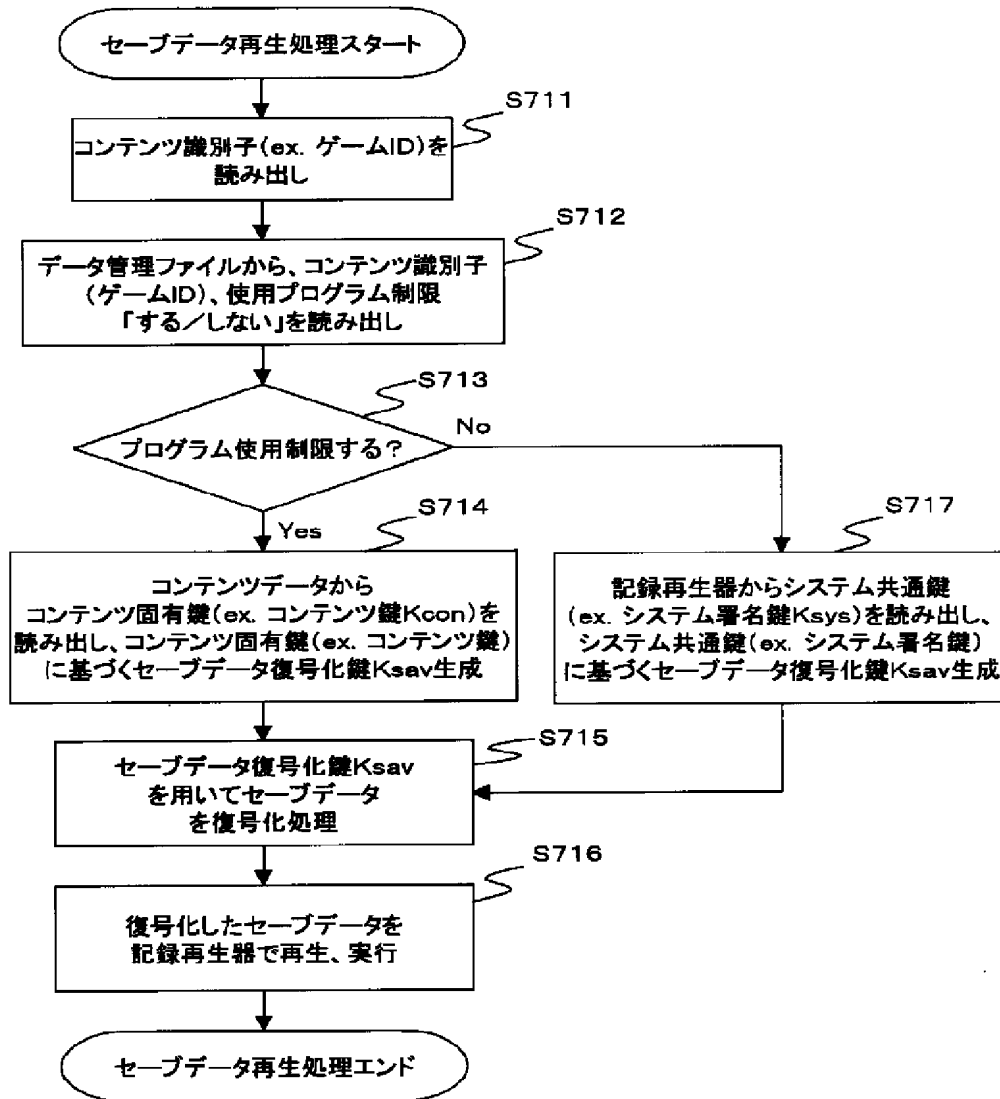 セーブデータ再生処理スタート
S711
コンテンツ識別子(ex. ゲームID)を
読み出し
S712
データ管理ファイルから、コンテンツ識別子
(ゲームID)、使用プログラム制限
「する/しない」を読み出し
S713
プログラム使用制限する?
No
Yes
S714
コンテンツデータから
コンテンツ固有鍵(ex. コンテンツ鍵Kcon)を
読み出し、コンテンツ固有鍵(ex. コンテンツ鍵)
に基づくセーブデータ復号化鍵Ksav生成
S717
記録再生器からシステム共通鍵
(ex. システム署名鍵Ksys)を読み出し、
システム共通鍵(ex. システム署名鍵)
に基づくセーブデータ復号化鍵Ksav生成
S715
セーブデータ復号化鍵Ksav
を用いてセーブデータ
を復号化処理
S716
復号化したセーブデータを
記録再生器で再生、実行
セーブデータ再生処理エンド